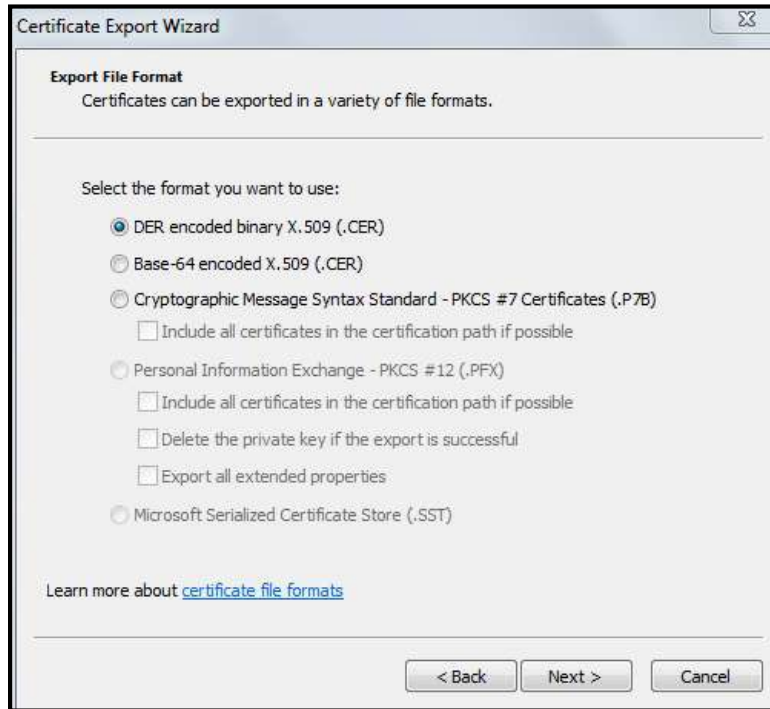 Certificate Export Wizard
Export File Format
Certificates can be exported in a variety of file formats.
Select the format you want to use:
DER encoded binary X.509 (.CER)
Base-64 encoded X.509 (.CER)
Cryptographic Message Syntax Standard - PKCS #7 Certificates (.P7B)
Include all certificates in the certification path if possible
Personal Information Exchange - PKCS #12 (.PFX)
Include all certificates in the certification path if possible
Delete the private key if the export is successful
Export all extended properties
Microsoft Serialized Certificate Store (.SST)
Learn more about certificate file formats
< Back Next > Cancel